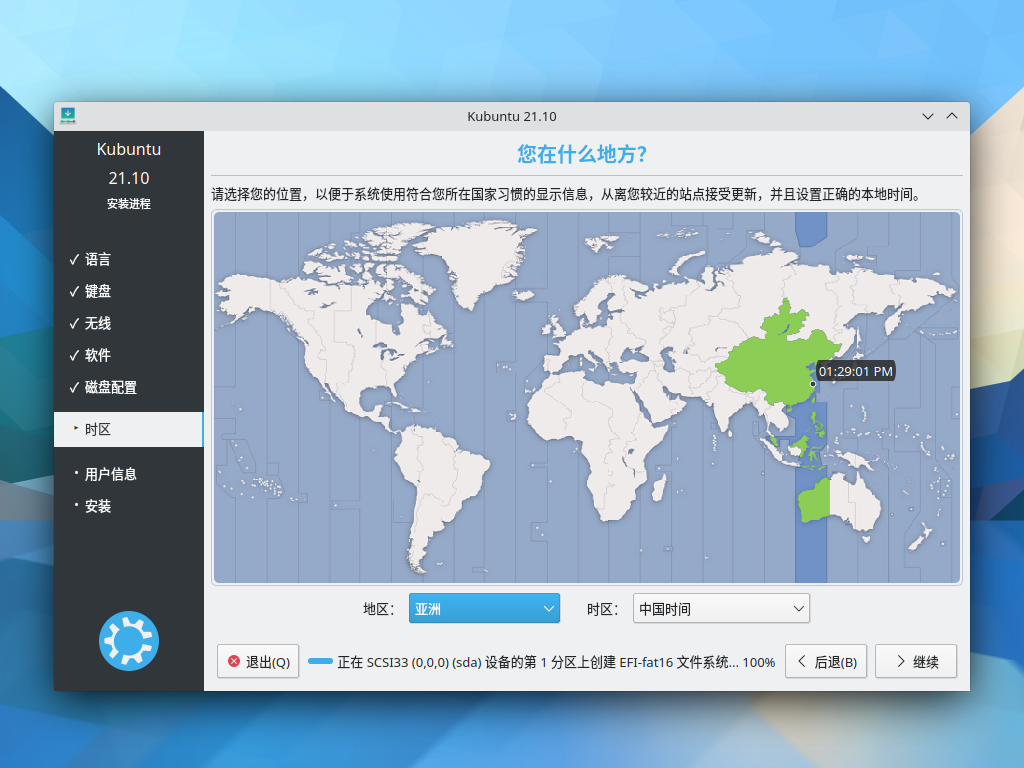 Kubuntu 21.10
Kubuntu
21.10
安装进程
✓ 语言
✓ 键盘
✓ 无线
✓ 软件
✓ 磁盘配置
‣ 时区
• 用户信息
• 安装
您在什么地方？
请选择您的位置，以便于系统使用符合您所在国家习惯的显示信息，从离您较近的站点接受更新，并且设置正确的本地时间。
01:29:01 PM
地区： 亚洲 时区： 中国时间
退出(Q) 正在 SCSI33 (0,0,0) (sda) 设备的第 1 分区上创建 EFI-fat16 文件系统... 100% 后退(B) 继续